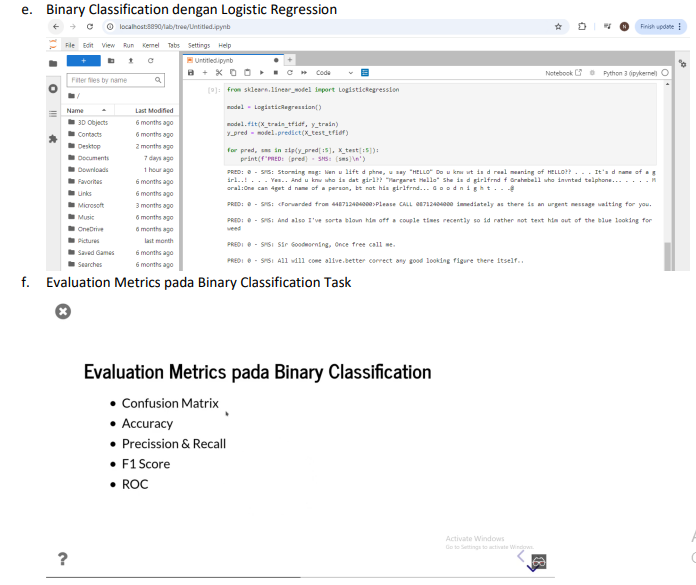 e. Binary Classification dengan Logistic Regression
localhost:8890/lab/tree/Untitled.ipynb
Finish update
File Edit View Run Kernel Tabs Settings Help
Untitled.ipynb
+
Code
Notebook
Python 3 (ipykernel)
Filter files by name
/
Name Last Modified
3D Objects 6 months ago
Contacts 6 months ago
Desktop 2 months ago
Documents 7 days ago
Downloads 1 hour ago
Favorites 6 months ago
Links 6 months ago
Microsoft 3 months ago
Music 6 months ago
OneDrive 6 months ago
Pictures last month
Saved Games 6 months ago
Searches 6 months ago
from sklearn.linear_model import LogisticRegression
model = LogisticRegression()
model.fit(X_train_tfidf, y_train)
y_pred = model.predict(X_test_tfidf)
for pred, sms in zip(y_pred[:5], X_test[:5]):
print(f'PRED: {pred} - SMS: {sms}\n')
PRED: 0 - SMS: Storming msg: Wen u lift d phne, u say "HELLO" Do u knw wt is d real meaning of HELLO?? . . . It's d name of a g
irl..! . . . Yes.. And u knw who is dat girl?? "Margaret Hello" She is d girlfrnd f Grahmbell who invnted telphone... . . . . M
oral:One can 4get d name of a person, bt not his girlfrnd... G o o d n i g h t . . .@
PRED: 0 - SMS: <Forwarded from 448712404000>Please CALL 08712404000 immediately as there is an urgent message waiting for you.
PRED: 0 - SMS: And also I've sorta blown him off a couple times recently so id rather not text him out of the blue looking for
weed
PRED: 0 - SMS: Sir Goodmorning, Once free call me.
PRED: 0 - SMS: All will come alive.better correct any good looking figure there itself..
f. Evaluation Metrics pada Binary Classification Task
Evaluation Metrics pada Binary Classification
• Confusion Matrix
• Accuracy
• Precission & Recall
• F1 Score
• ROC
Activate Windows
Go to Settings to activate Windows.
?